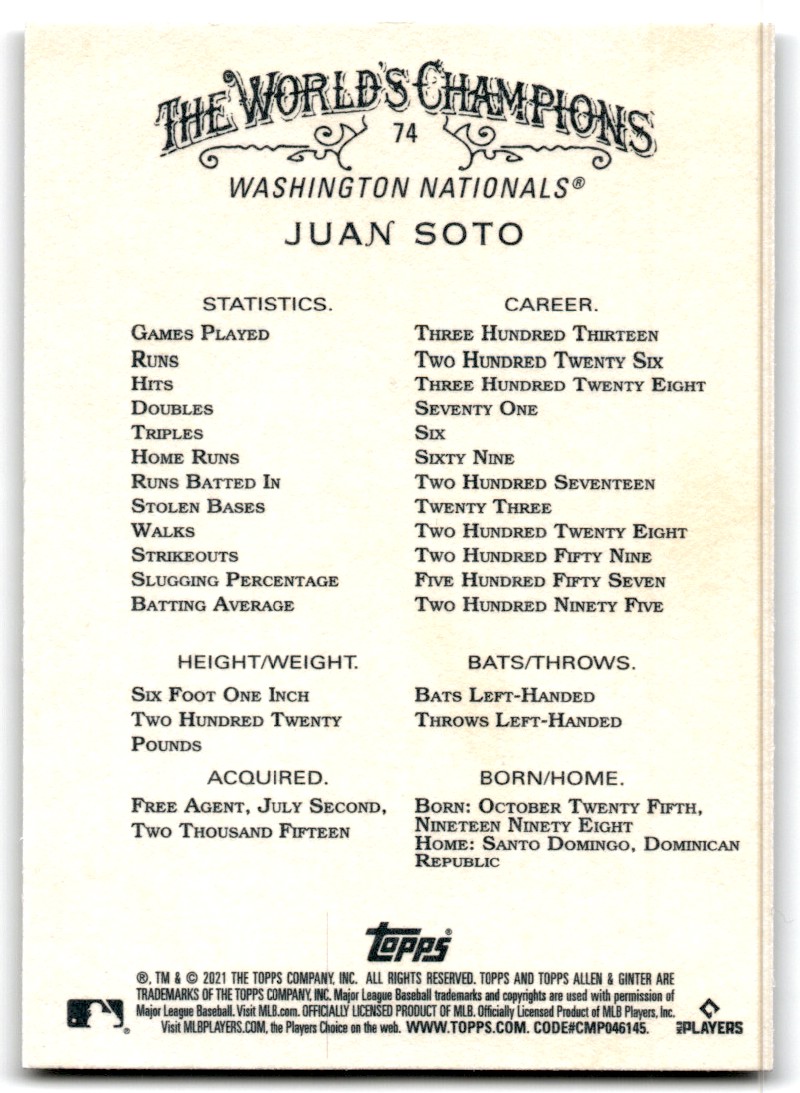 THE WORLD'S CHAMPIONS
74
WASHINGTON NATIONALS®
JUAN SOTO
STATISTICS. CAREER.
GAMES PLAYED THREE HUNDRED THIRTEEN
RUNS TWO HUNDRED TWENTY SIX
HITS THREE HUNDRED TWENTY EIGHT
DOUBLES SEVENTY ONE
TRIPLES SIX
HOME RUNS SIXTY NINE
RUNS BATTED IN TWO HUNDRED SEVENTEEN
STOLEN BASES TWENTY THREE
WALKS TWO HUNDRED TWENTY EIGHT
STRIKEOUTS TWO HUNDRED FIFTY NINE
SLUGGING PERCENTAGE FIVE HUNDRED FIFTY SEVEN
BATTING AVERAGE TWO HUNDRED NINETY FIVE
HEIGHT/WEIGHT.
SIX FOOT ONE INCH
TWO HUNDRED TWENTY
POUNDS
BATS/THROWS.
BATS LEFT-HANDED
THROWS LEFT-HANDED
ACQUIRED.
FREE AGENT, JULY SECOND,
TWO THOUSAND FIFTEEN
BORN/HOME.
BORN: OCTOBER TWENTY FIFTH,
NINETEEN NINETY EIGHT
HOME: SANTO DOMINGO, DOMINICAN
REPUBLIC
topps®
®, TM & © 2021 THE TOPPS COMPANY, INC. ALL RIGHTS RESERVED. TOPPS AND TOPPS ALLEN & GINTER ARE
TRADEMARKS OF THE TOPPS COMPANY, INC. Major League Baseball trademarks and copyrights are used with permission of
Major League Baseball. Visit MLB.com. OFFICIALLY LICENSED PRODUCT OF MLB. Officially Licensed Product of MLB Players, Inc.
Visit MLBPLAYERS.COM, the Players Choice on the web. WWW.TOPPS.COM. CODE#CMP046145.
MLB PLAYERS